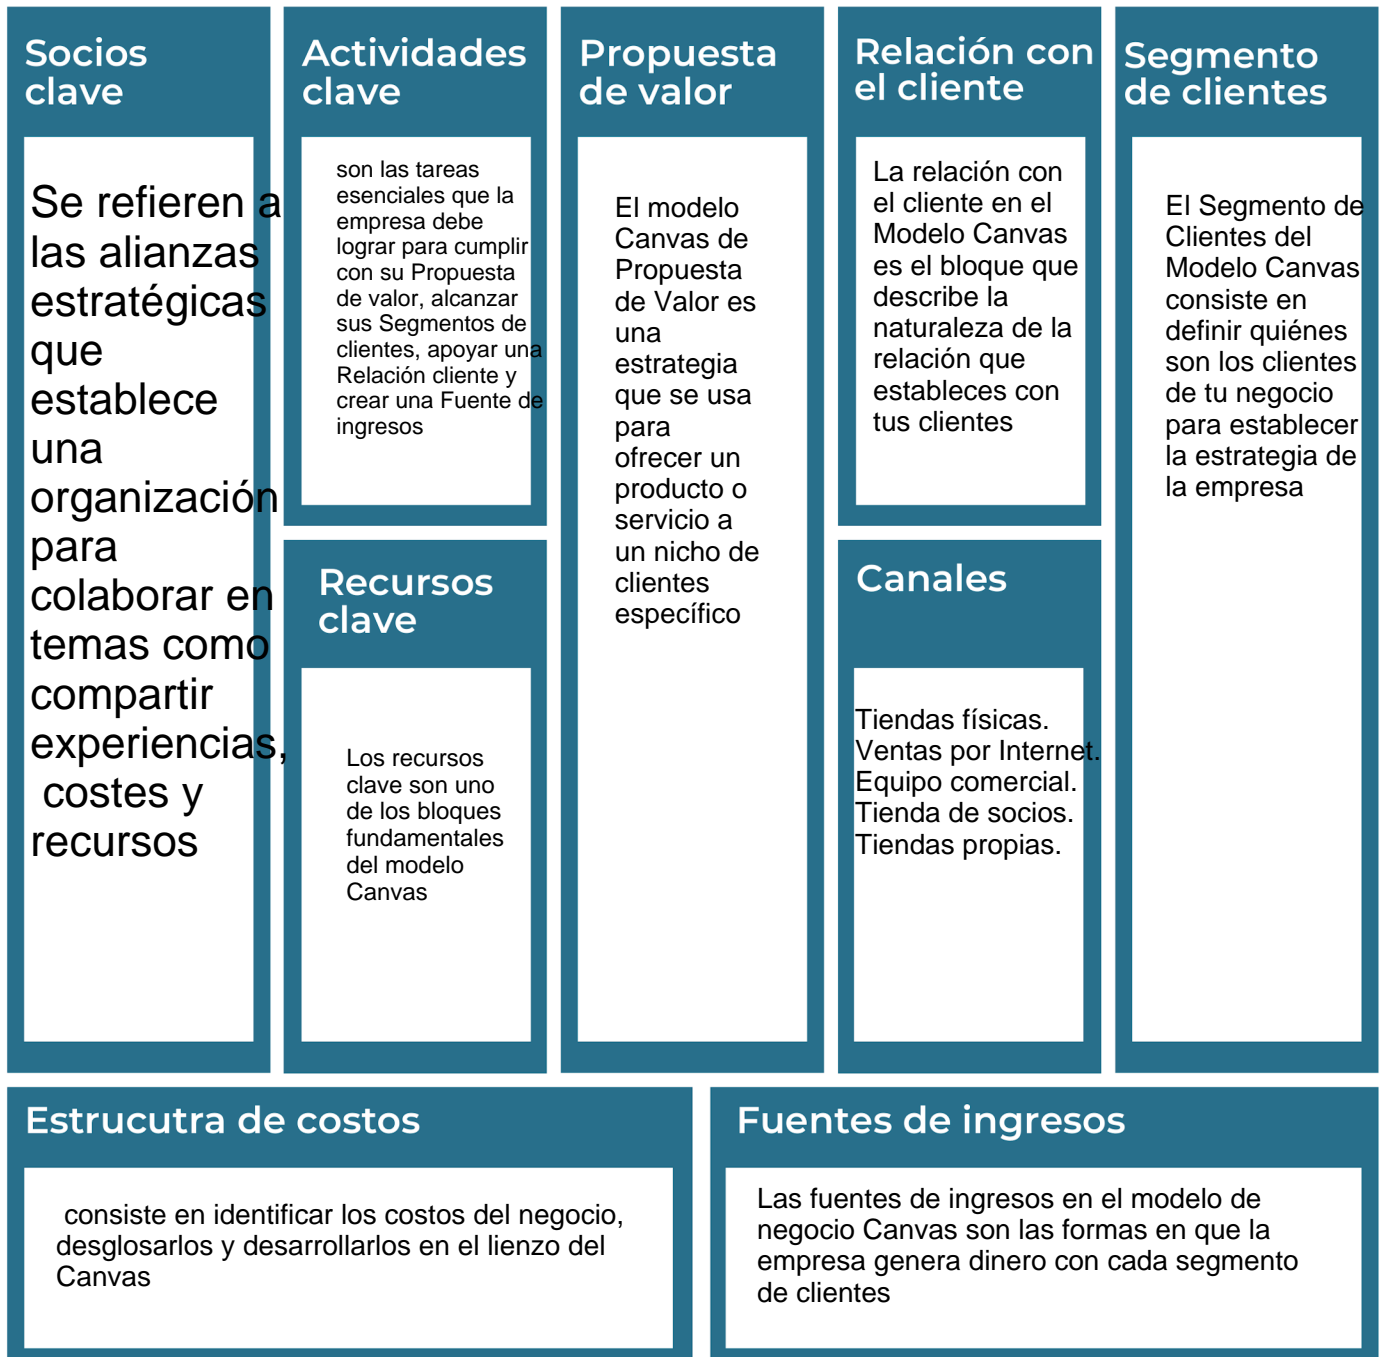 Socios
clave
Se refieren a
las alianzas
estratégicas
que
establece
una
organización
para
colaborar en
temas como
compartir
experiencias,
costes y
recursos
Actividades
clave
son las tareas
esenciales que la
empresa debe
lograr para cumplir
con su Propuesta
de valor, alcanzar
sus Segmentos de
clientes, apoyar una
Relación cliente y
crear una Fuente de
ingresos
Recursos
clave
Los recursos
clave son uno
de los bloques
fundamentales
del modelo
Canvas
Propuesta
de valor
El modelo
Canvas de
Propuesta
de Valor es
una
estrategia
que se usa
para
ofrecer un
producto o
servicio a
un nicho de
clientes
específico
Relación con
el cliente
La relación con
el cliente en el
Modelo Canvas
es el bloque que
describe la
naturaleza de la
relación que
estableces con
tus clientes
Canales
Tiendas físicas.
Ventas por Internet.
Equipo comercial.
Tienda de socios.
Tiendas propias.
Segmento
de clientes
El Segmento de
Clientes del
Modelo Canvas
consiste en
definir quiénes
son los clientes
de tu negocio
para establecer
la estrategia de
la empresa
Estrucutra de costos
consiste en identificar los costos del negocio,
desglosarlos y desarrollarlos en el lienzo del
Canvas
Fuentes de ingresos
Las fuentes de ingresos en el modelo de
negocio Canvas son las formas en que la
empresa genera dinero con cada segmento
de clientes